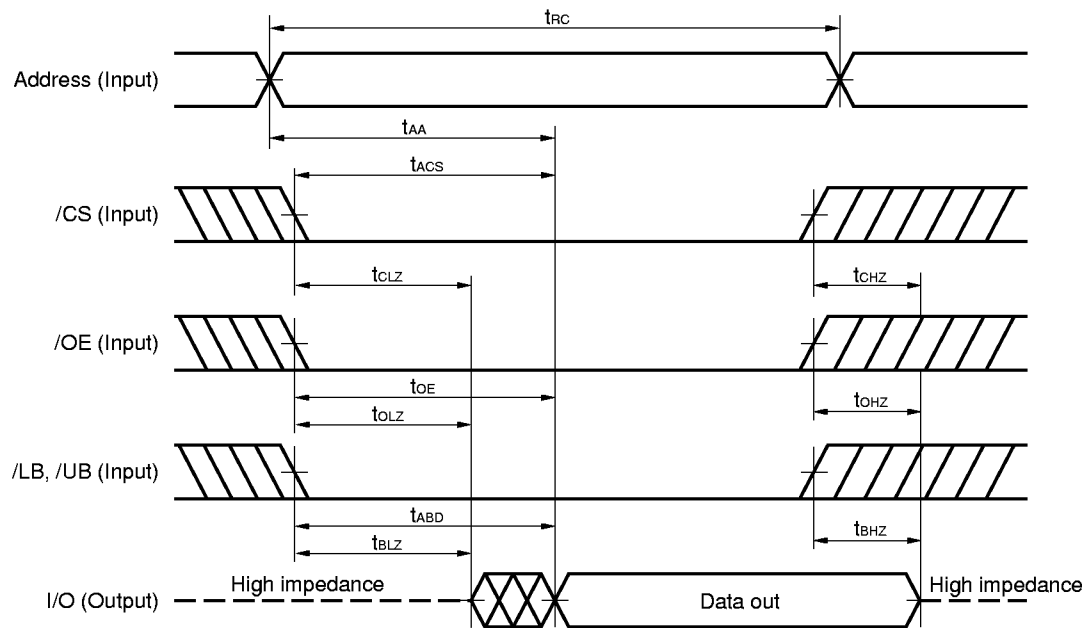 tRC
Address (Input)
tAA
tACS
/CS (Input)
tCLZ
tCHZ
/OE (Input)
tOE
tOLZ
tOHZ
/LB, /UB (Input)
tABD
tBLZ
tBHZ
High impedance
High impedance
I/O (Output)
Data out